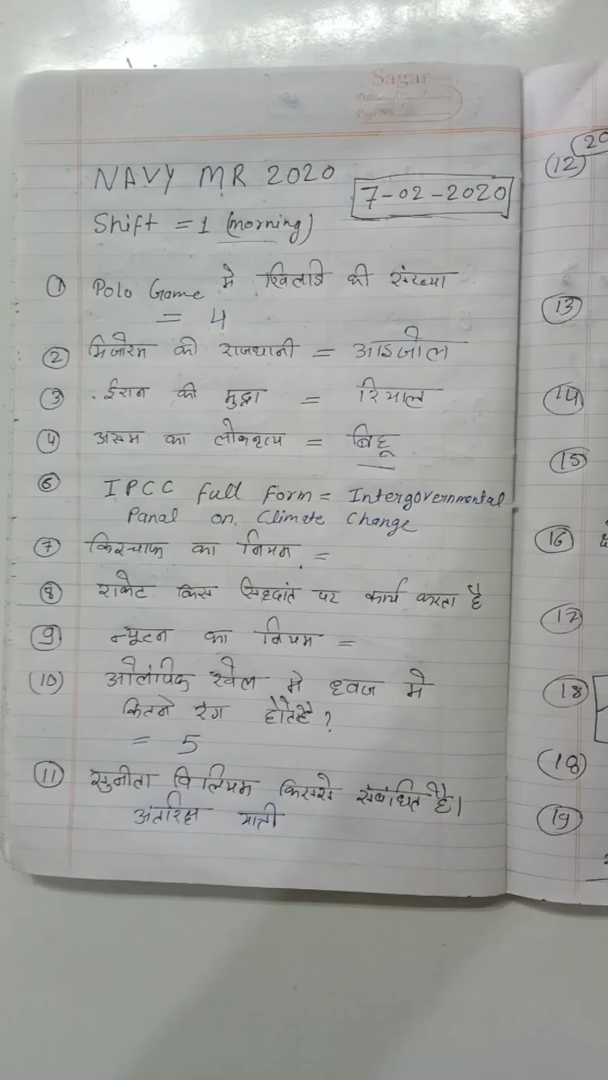 Sagar
NAVY MR 2020
7-02-2020
Shift = 1 (morning)
① Polo Game मे खिलाडि की संख्या
= 4
② मिजोरम की राजधानी = आइजोल
③ ईरान की मुद्रा = रियाल
④ असम का लोकनृत्य = बिहू
⑥ IPCC Full Form = Intergovernmental
Panal on Climate Change
⑦ किरचाफ का नियम =
⑧ राकेट किस सिद्धांत पर कार्य करता है
⑨ न्यूटन का नियम =
(10) ओलंपिक खेल मे ध्वज मे
कितने रंग होते है?
= 5
⑪ सुनीता विलियम किससे संबंधित है।
अंतरिक्ष यात्री
(12)
(13)
(14)
(15)
(16)
(17)
(18)
(18)
(19)